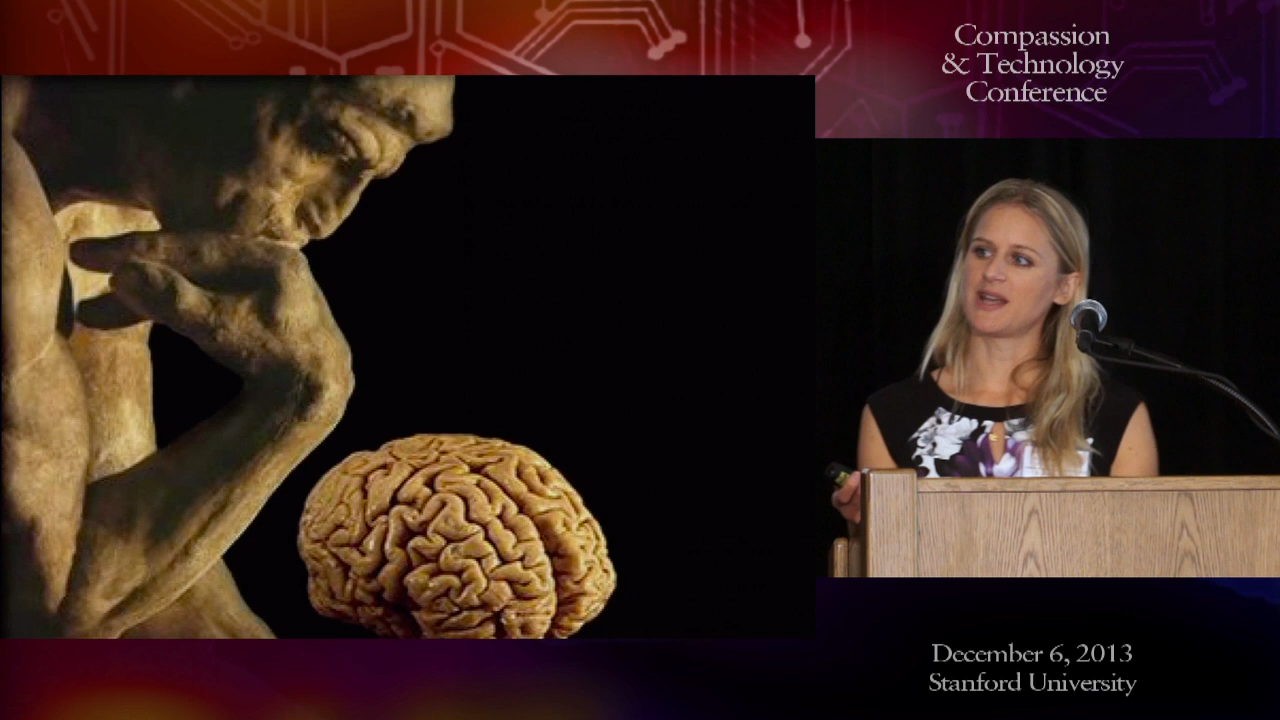 Compassion
& Technology
Conference
December 6, 2013
Stanford University